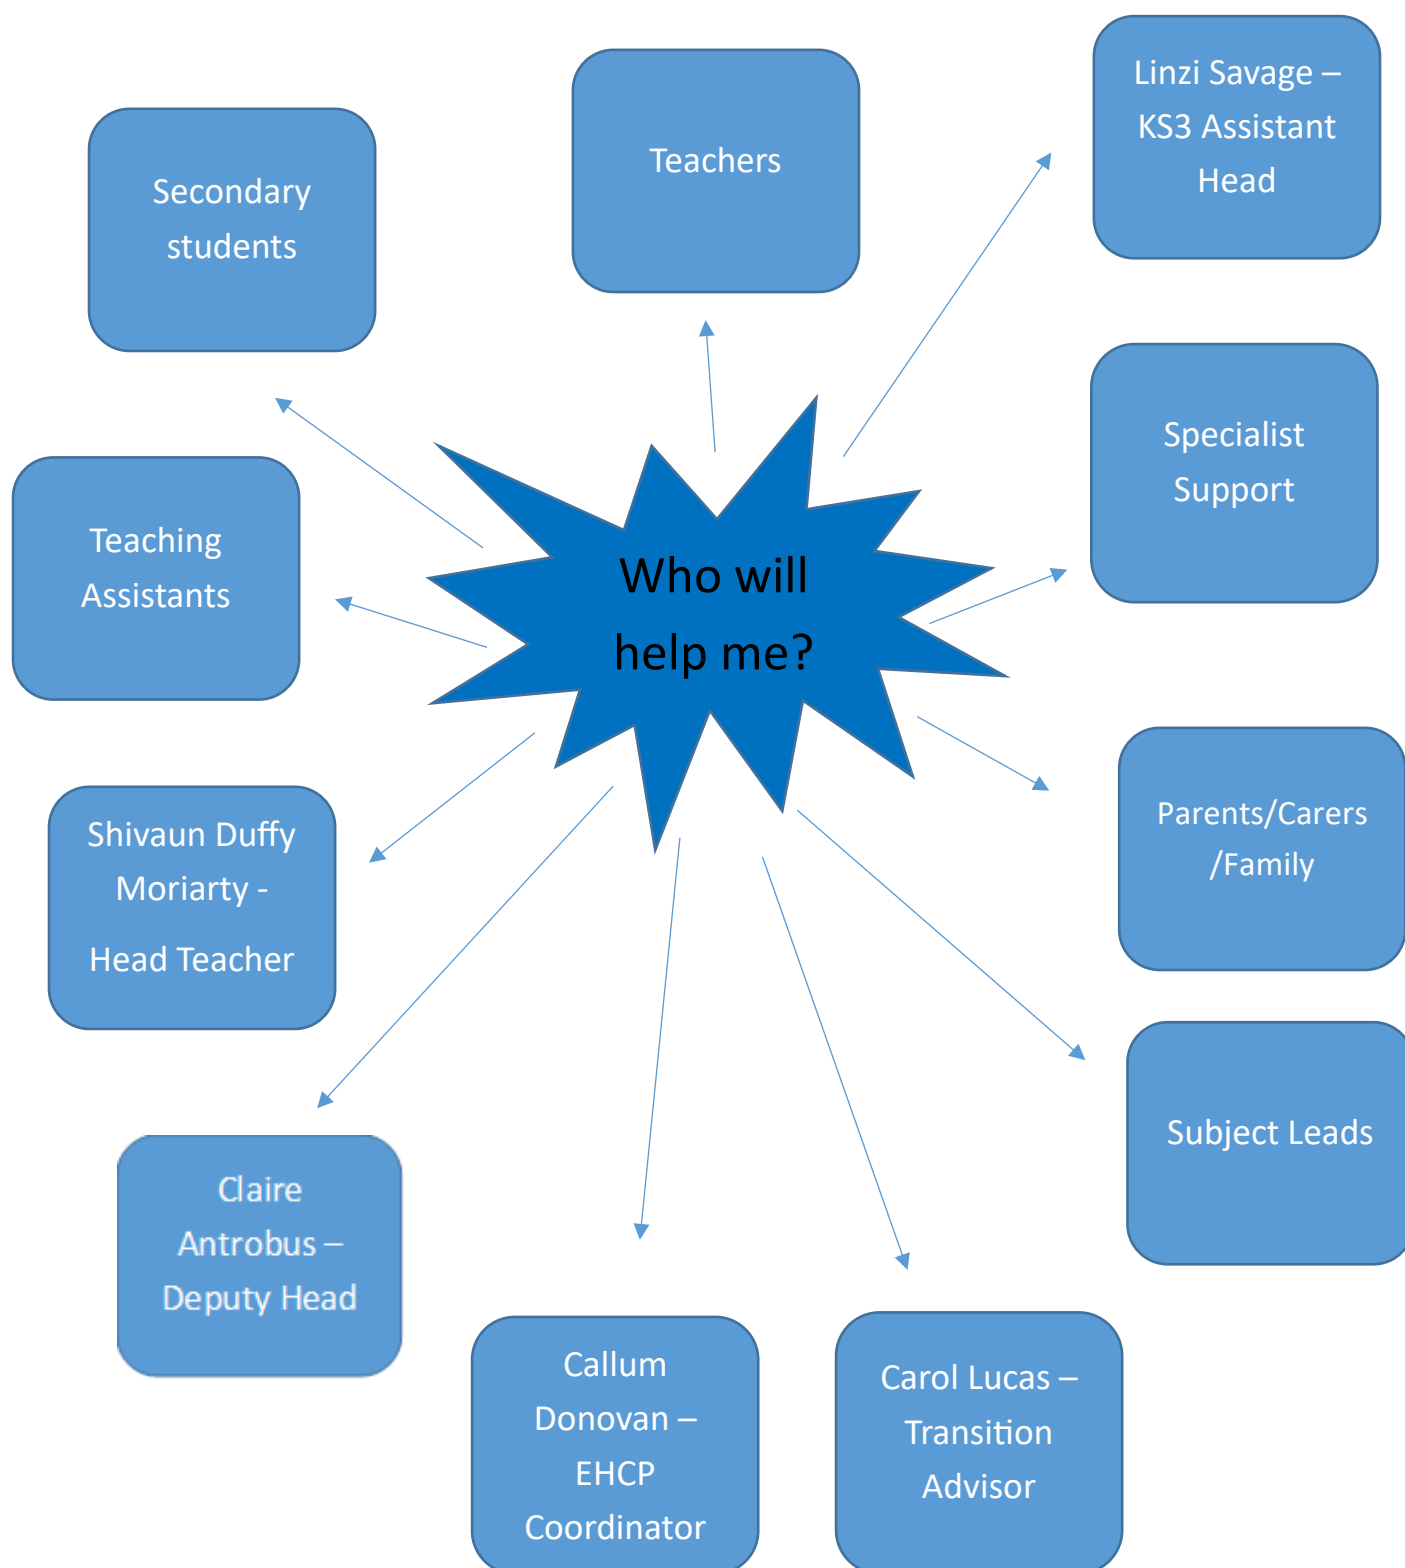 Linzi Savage –
KS3 Assistant
Head
Teachers
Secondary
students
Specialist
Support
Teaching
Assistants
Who will
help me?
Parents/Carers
/Family
Shivaun Duffy
Moriarty -
Head Teacher
Subject Leads
Claire
Antrobus –
Deputy Head
Callum
Donovan –
EHCP
Coordinator
Carol Lucas –
Transition
Advisor